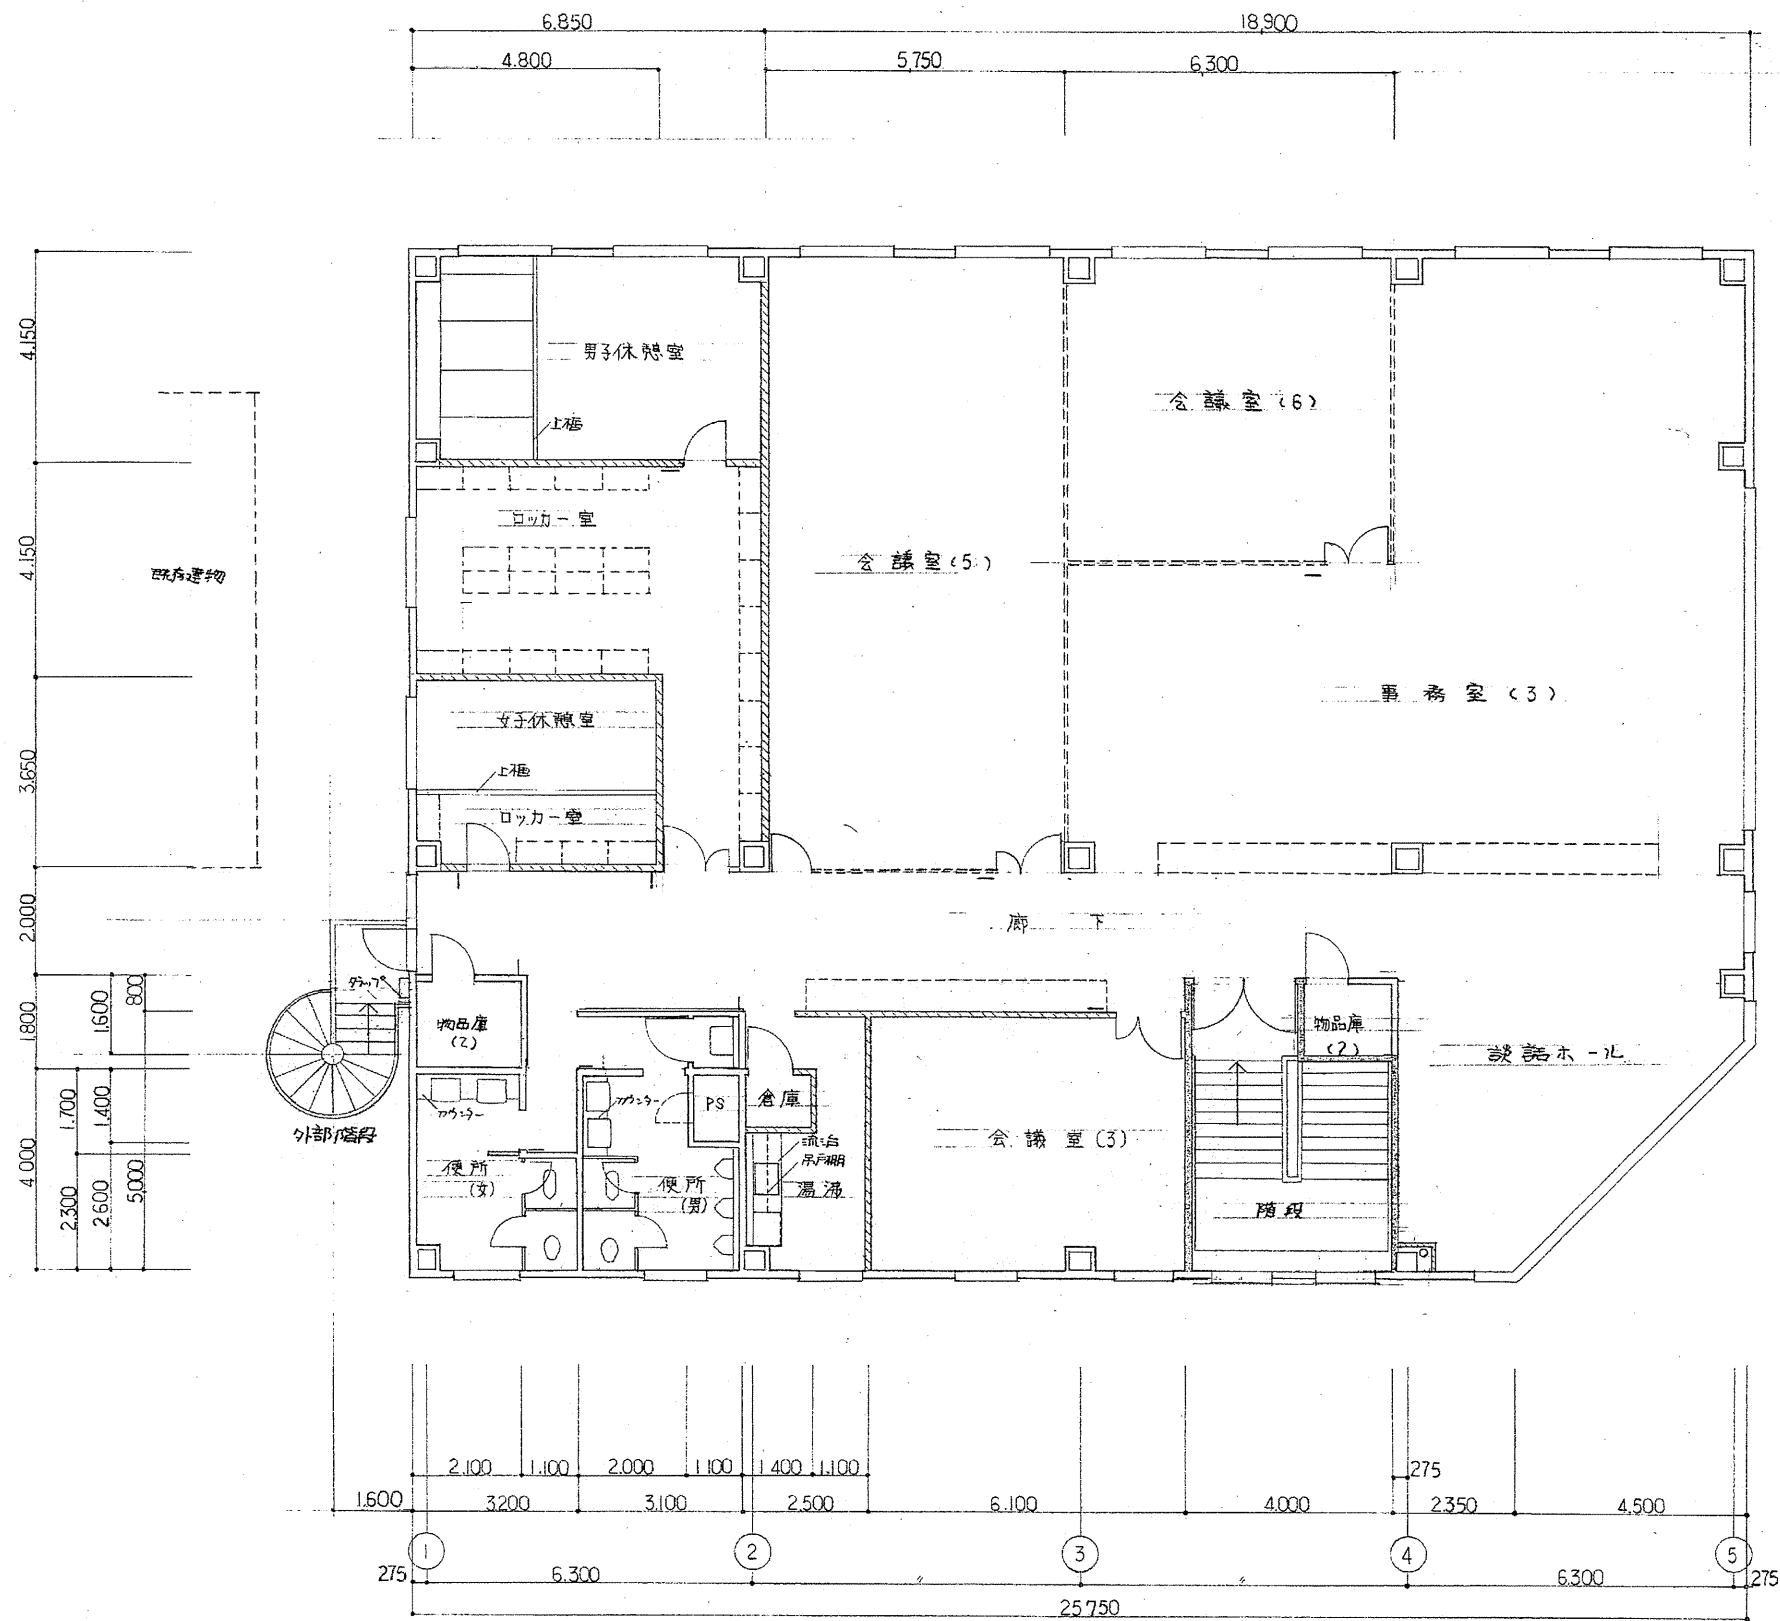 6.850
18,900
4.800
5,750
6,300
4.150
男子休憩室
会議室(6)
上框
ロッカー室
4.150
既存建物
会議室(5)
事務室(3)
女子休憩室
3.650
上框
ロッカー室
2.000
廊下
タラップ
800
1.600
1.800
物品庫
(2)
物品庫
(2)
談話ホール
カウンター
カウンター
PS
倉庫
1.700
1.400
外部階段
会議室(3)
流し台
吊戸棚
4.000
5.000
便所
(女)
便所
(男)
湯沸
2.300
2.600
階段
2.100
1.100
2.000
1.100
1.400
1.100
275
1.600
3.200
3.100
2.500
6.100
4.000
2.350
4,500
1
2
3
4
5
275
6.300
〃
〃
6.300
275
25.750